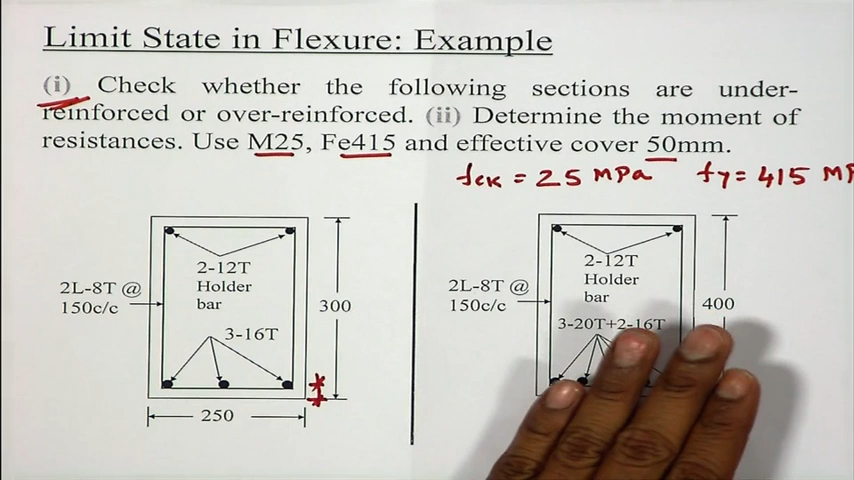 Limit State in Flexure: Example
(i) Check whether the following sections are under-
reinforced or over-reinforced. (ii) Determine the moment of
resistances. Use M25, Fe415 and effective cover 50mm.
fck = 25 MPa fy = 415 MP
2-12T
Holder
bar
2L-8T @
150c/c
3-16T
300
250
2-12T
Holder
bar
2L-8T @
150c/c
3-20T+2-16T
400